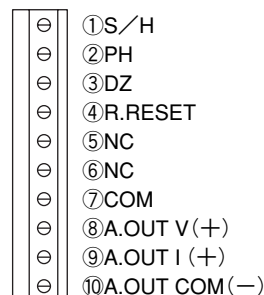 ①S／H
②PH
③DZ
④R.RESET
⑤NC
⑥NC
⑦COM
⑧A.OUT V(＋)
⑨A.OUT I (＋)
⑩A.OUT COM(－)